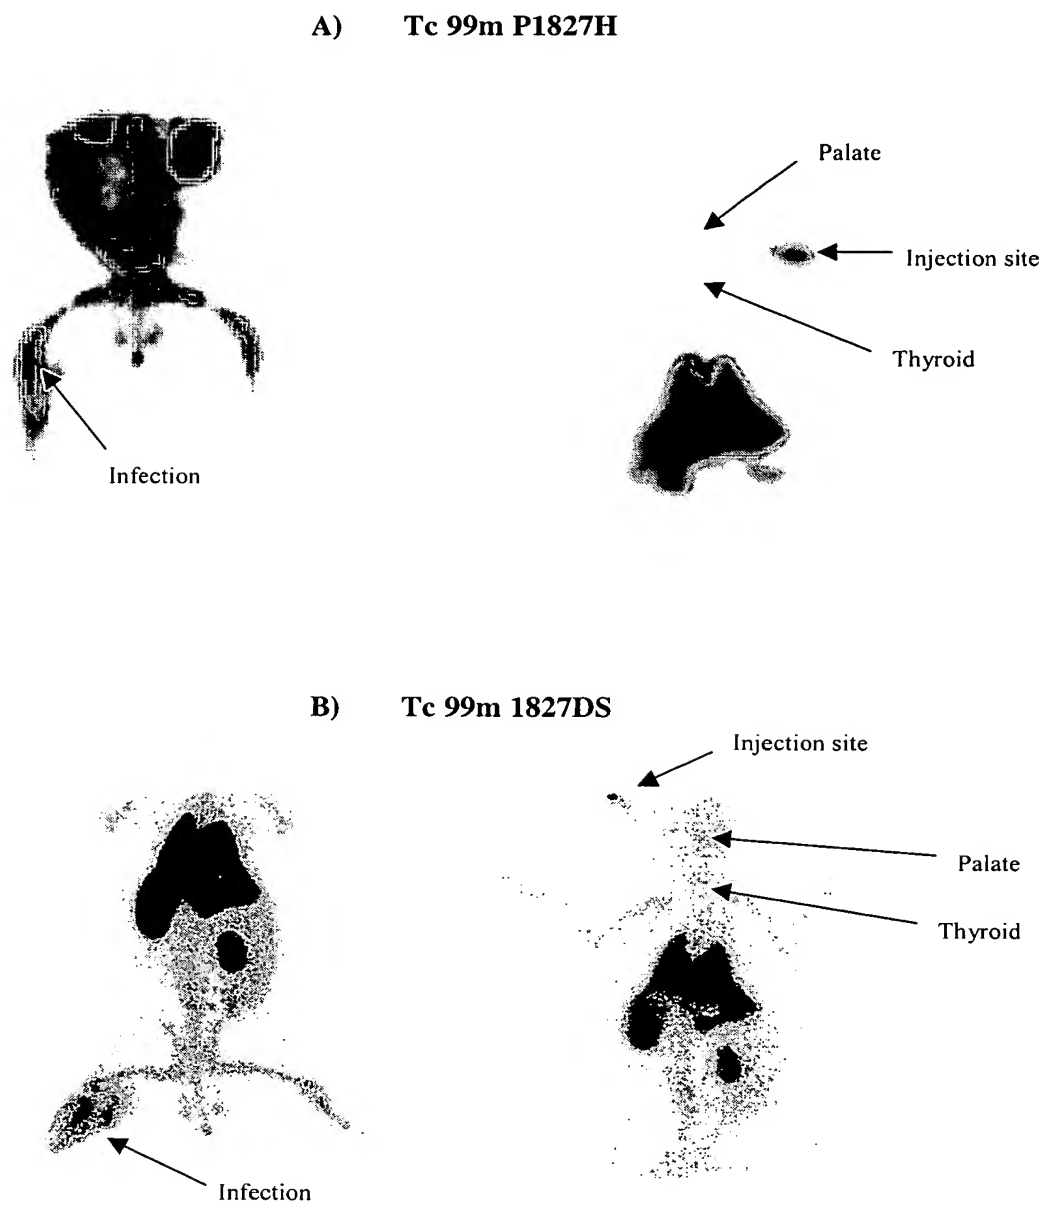 A) Tc 99m P1827H
Palate
Injection site
Thyroid
Infection
B) Tc 99m 1827DS
Injection site
Palate
Thyroid
Infection